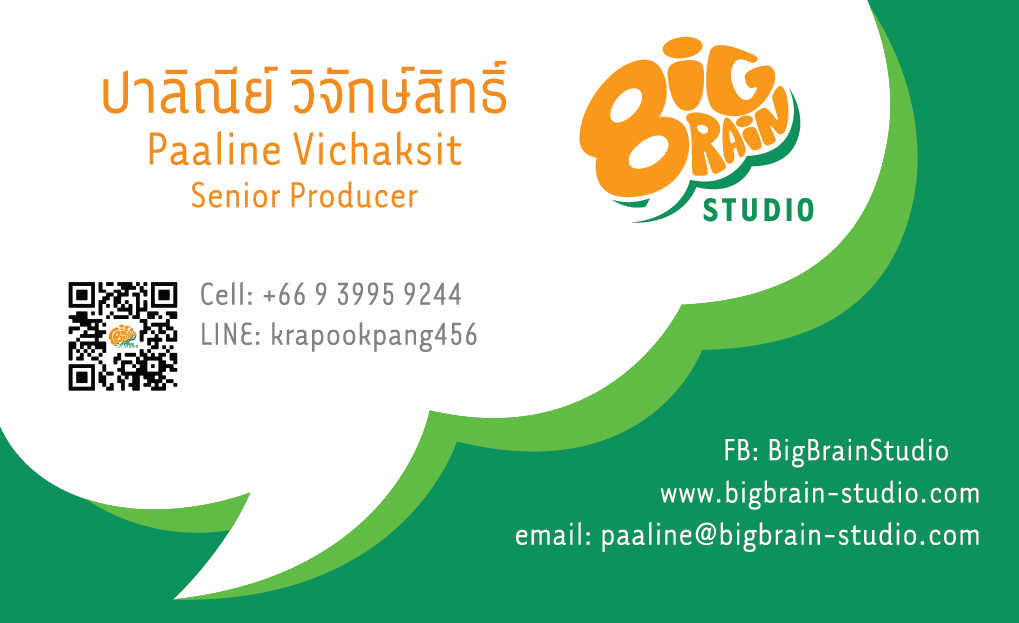 ปาลิณีย์ วิจักษ์สิทธิ์
Paaline Vichaksit
Senior Producer
BiG
BRAiN
STUDIO
Cell: +66 9 3995 9244
LINE: krapookpang456
FB: BigBrainStudio
www.bigbrain-studio.com
email: paaline@bigbrain-studio.com